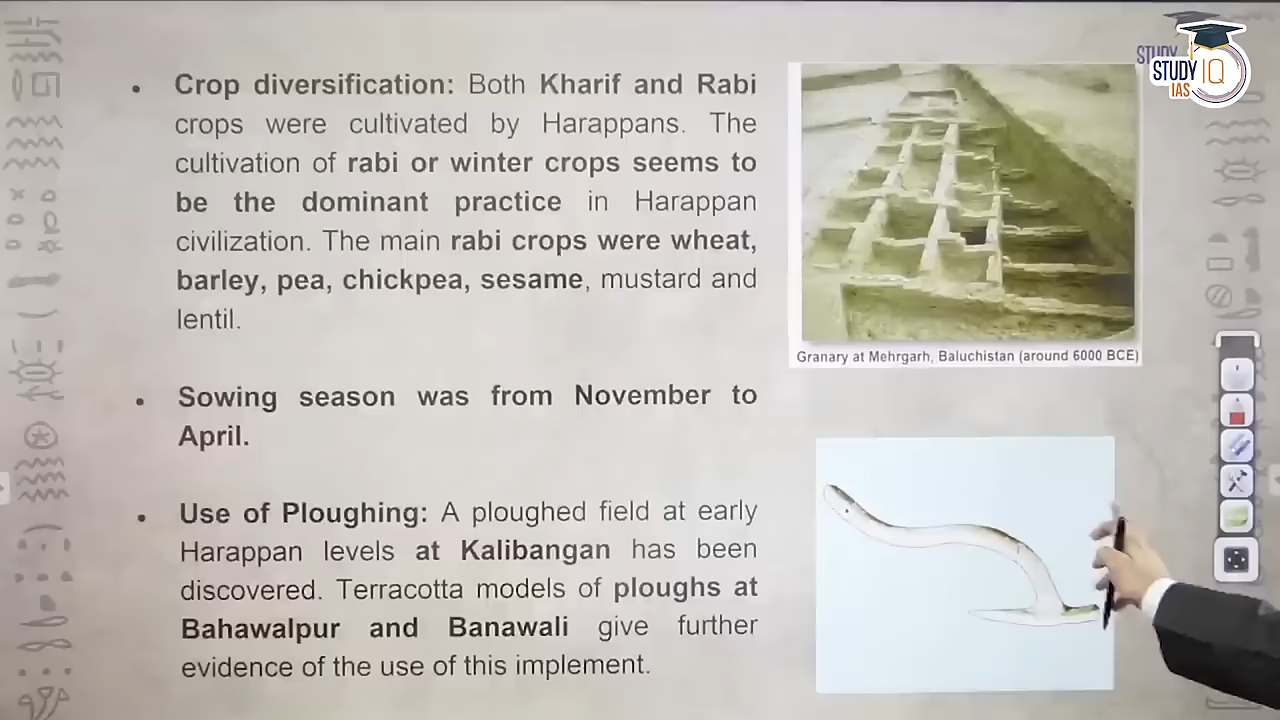 Crop diversification: Both Kharif and Rabi
crops were cultivated by Harappans. The
cultivation of rabi or winter crops seems to
be the dominant practice in Harappan
civilization. The main rabi crops were wheat,
barley, pea, chickpea, sesame, mustard and
lentil.
Sowing season was from November to
April.
Use of Ploughing: A ploughed field at early
Harappan levels at Kalibangan has been
discovered. Terracotta models of ploughs at
Bahawalpur and Banawali give further
evidence of the use of this implement.
Granary at Mehrgarh, Baluchistan (around 6000 BCE)
STUDY
STUDY IQ
IAS